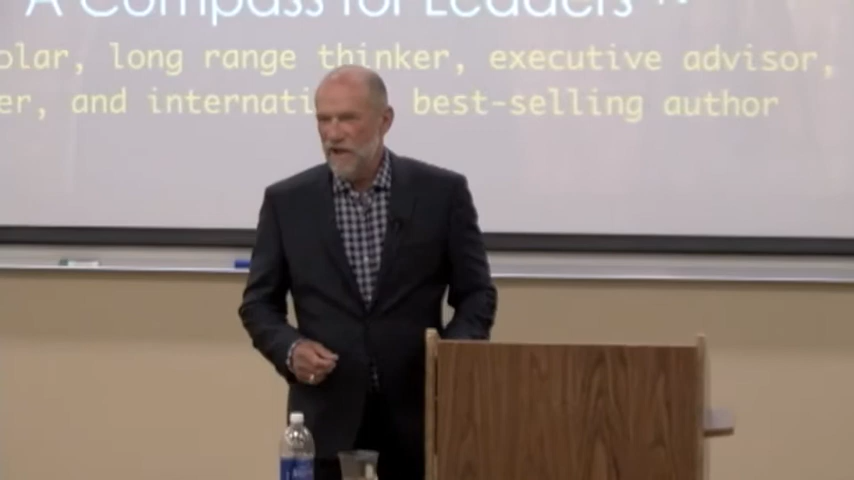 A Compass for Leaders
olar, long range thinker, executive advisor,
er, and internati best-selling author